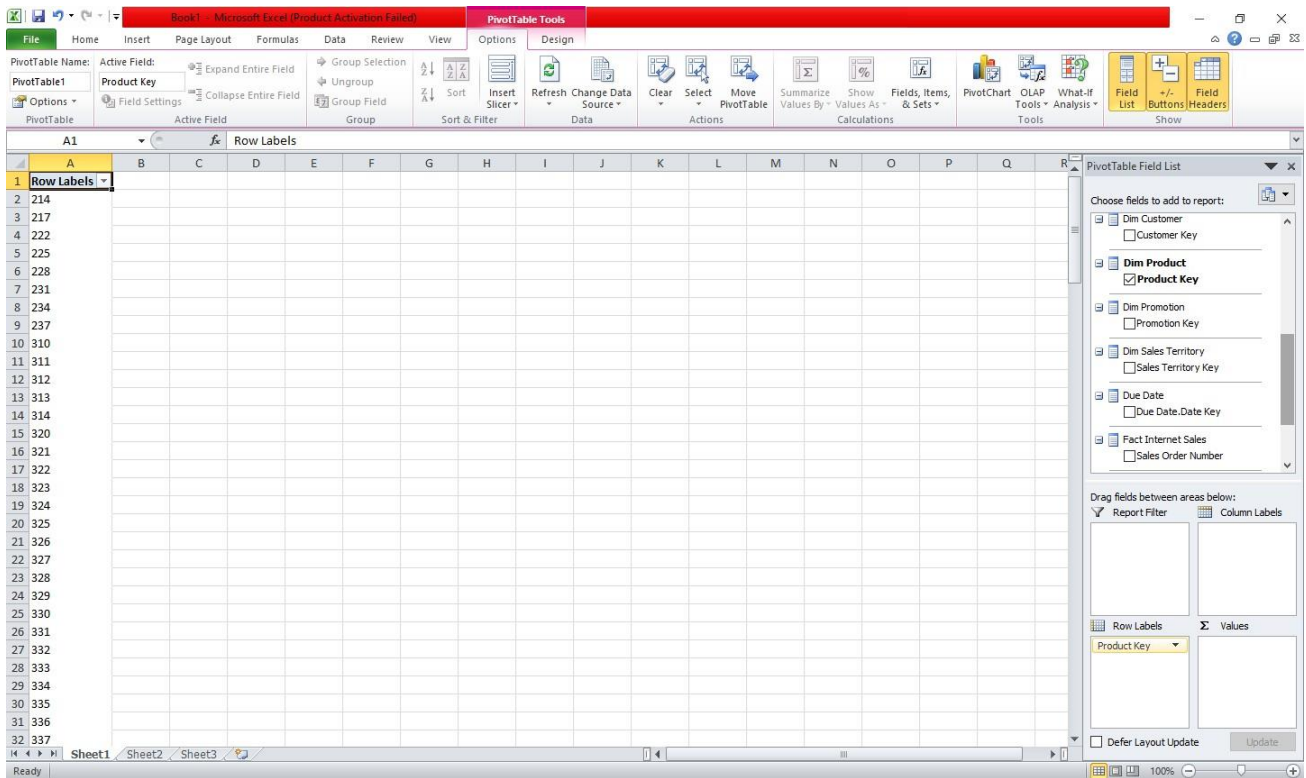 Book1 - Microsoft Excel (Product Activation Failed)
PivotTable Tools
File Home Insert Page Layout Formulas Data Review View Options Design
PivotTable Name: Active Field:
PivotTable1 Product Key
Options Field Settings
Expand Entire Field
Collapse Entire Field
Group Selection
Ungroup
Group Field
Sort
Insert Slicer
Refresh
Change Data Source
Clear
Select
Move PivotTable
Summarize Values By
Show Values As
Fields, Items, & Sets
PivotChart
OLAP Tools
What-If Analysis
Field List
+/- Buttons
Field Headers
PivotTable Active Field Group Sort & Filter Data Actions Calculations Tools Show
A1 fx Row Labels
A B C D E F G H I J K L M N O P Q R
1 Row Labels
2 214
3 217
4 222
5 225
6 228
7 231
8 234
9 237
10 310
11 311
12 312
13 313
14 314
15 320
16 321
17 322
18 323
19 324
20 325
21 326
22 327
23 328
24 329
25 330
26 331
27 332
28 333
29 334
30 335
31 336
32 337
PivotTable Field List
Choose fields to add to report:
Dim Customer
Customer Key
Dim Product
Product Key
Dim Promotion
Promotion Key
Dim Sales Territory
Sales Territory Key
Due Date
Due Date.Date Key
Fact Internet Sales
Sales Order Number
Drag fields between areas below:
Report Filter Column Labels
Row Labels Σ Values
Product Key
Defer Layout Update Update
Sheet1 Sheet2 Sheet3
Ready 100%